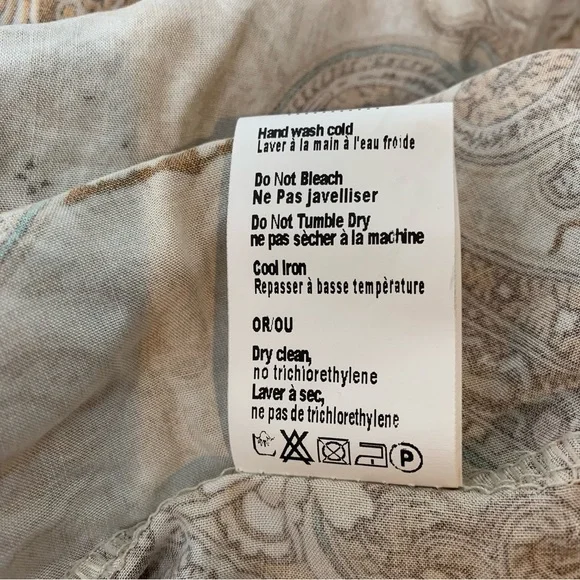 Hand wash cold
Laver à la main à l'eau froide
Do Not Bleach
Ne Pas javelliser
Do Not Tumble Dry
ne pas sècher à la machine
Cool Iron
Repasser à basse tempèrature
OR/OU
Dry clean,
no trichiorethylene
Laver à sec,
ne pas de trichlorethylene
P